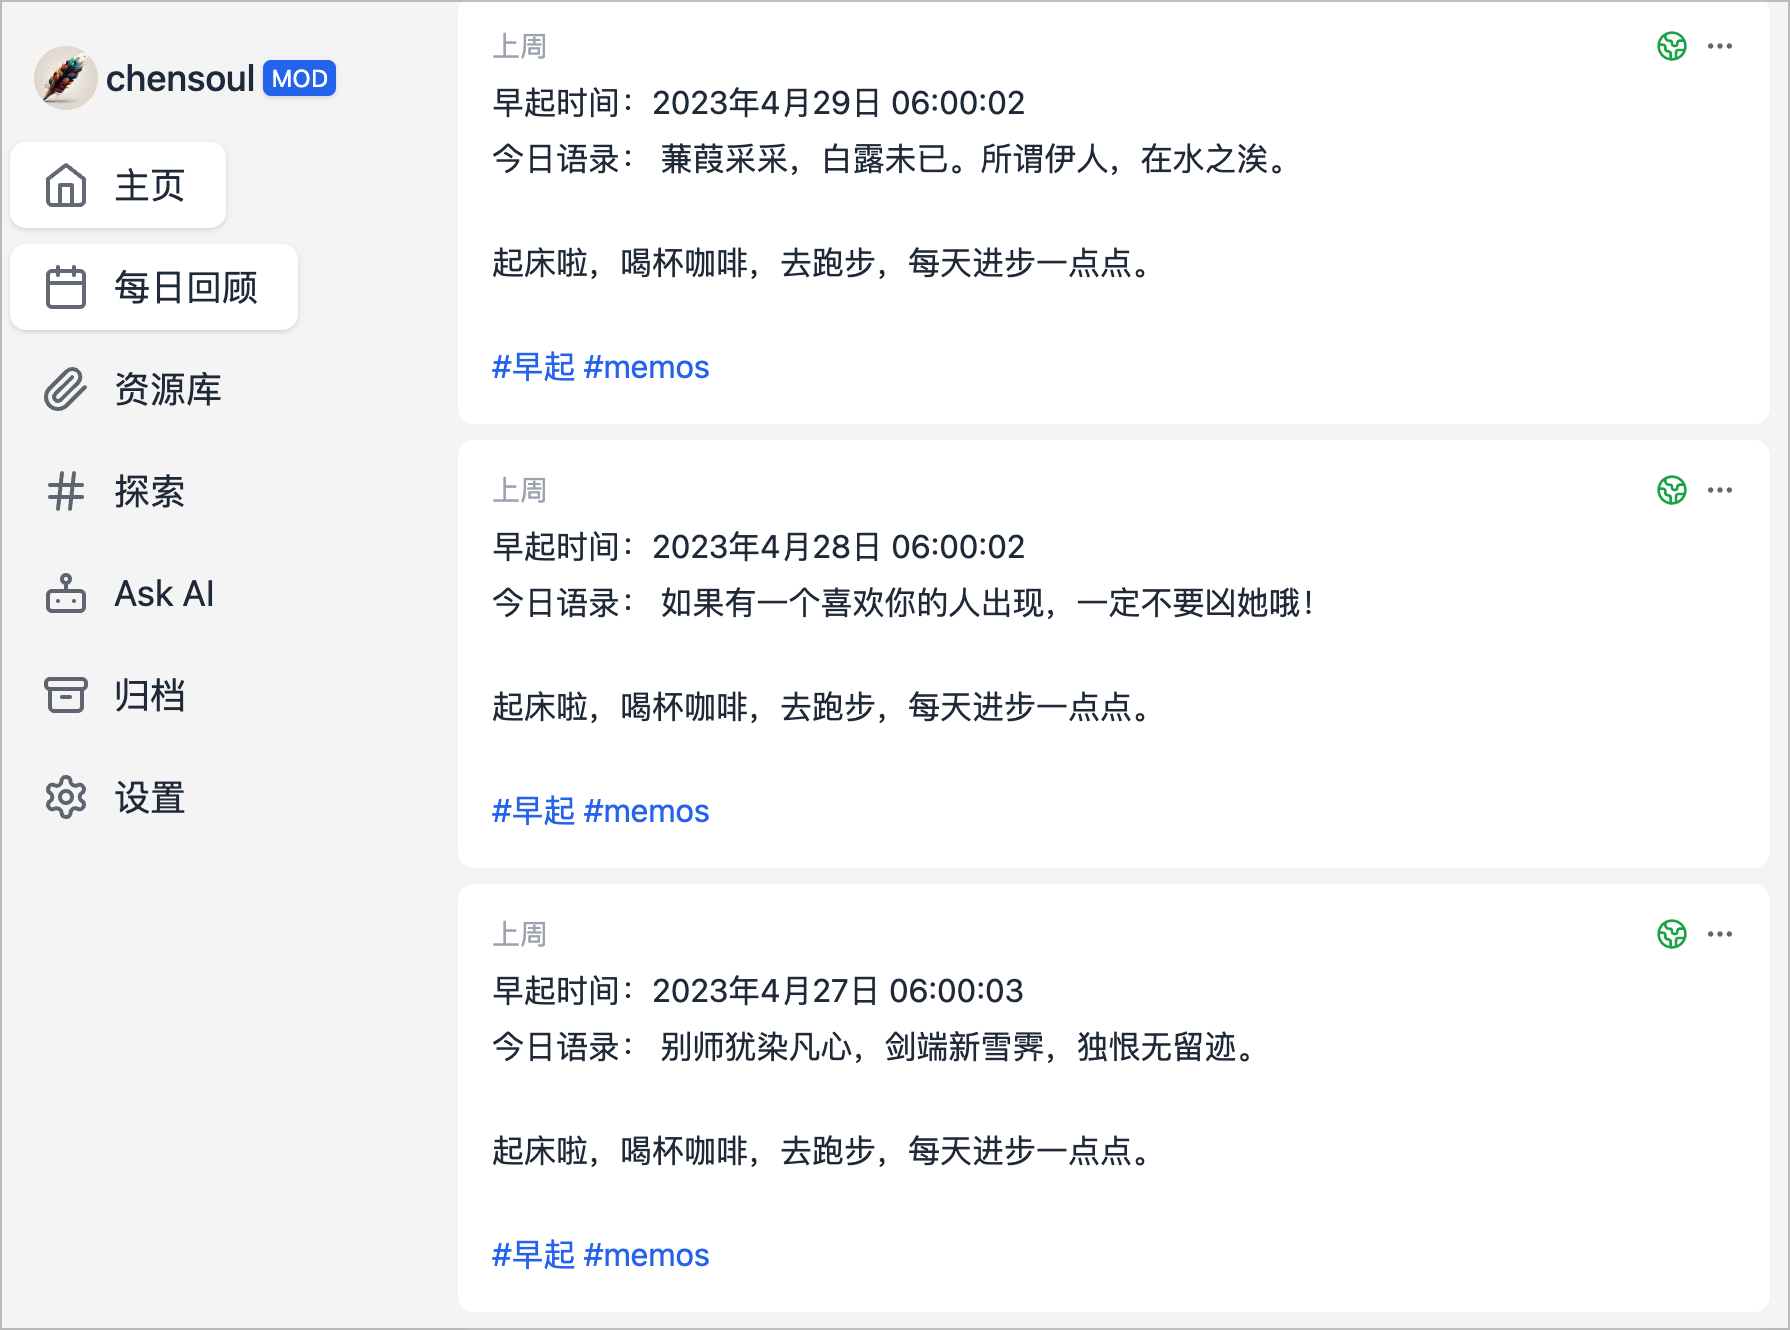 chensoul MOD
主页
每日回顾
资源库
探索
Ask AI
归档
设置
上周
早起时间：2023年4月29日 06:00:02
今日语录： 蒹葭采采，白露未已。所谓伊人，在水之涘。
起床啦，喝杯咖啡，去跑步，每天进步一点点。
#早起 #memos
上周
早起时间：2023年4月28日 06:00:02
今日语录： 如果有一个喜欢你的人出现，一定不要凶她哦！
起床啦，喝杯咖啡，去跑步，每天进步一点点。
#早起 #memos
上周
早起时间：2023年4月27日 06:00:03
今日语录： 别师犹染凡心，剑端新雪霁，独恨无留迹。
起床啦，喝杯咖啡，去跑步，每天进步一点点。
#早起 #memos